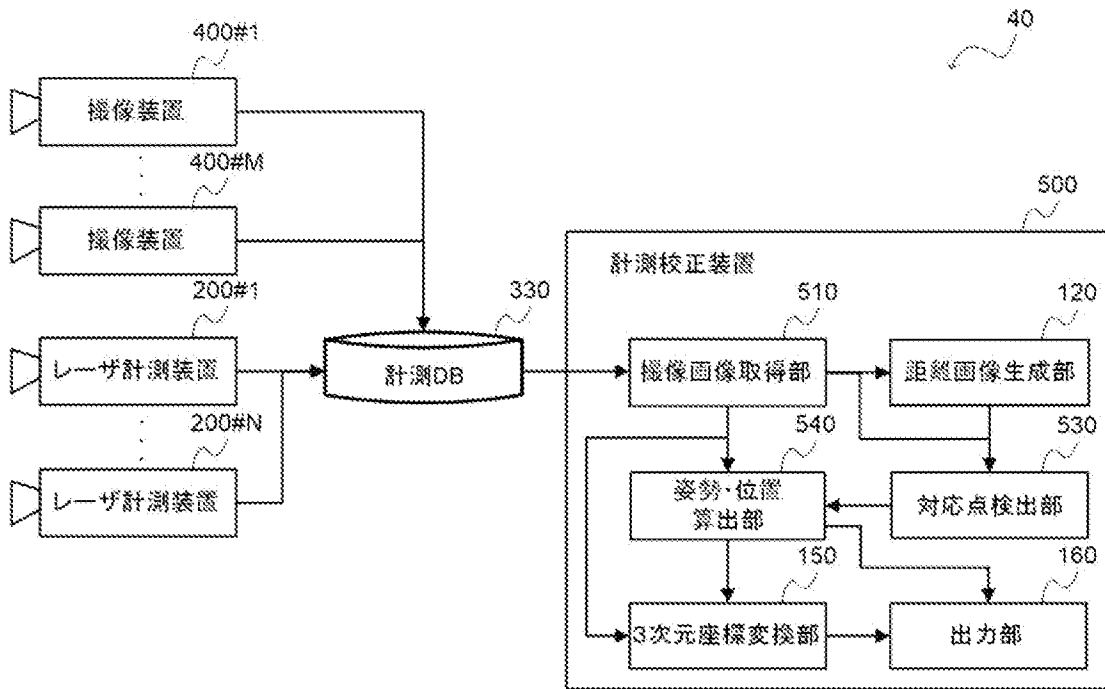 40
400#1
撮像装置
400#M
撮像装置
200#1
レーザ計測装置
200#N
レーザ計測装置
330
計測DB
500
計測校正装置
510
撮像画像取得部
120
距離画像生成部
540
姿勢・位置
算出部
530
対応点検出部
150
3次元座標変換部
160
出力部